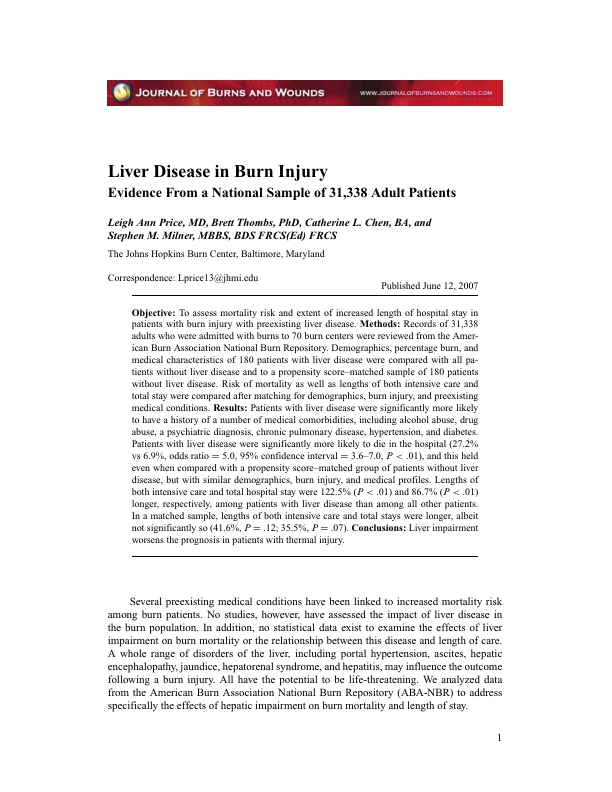 JOURNAL OF BURNS AND WOUNDS WWW.JOURNALOFBURNSANDWOUNDS.COM
Liver Disease in Burn Injury
Evidence From a National Sample of 31,338 Adult Patients
Leigh Ann Price, MD, Brett Thombs, PhD, Catherine L. Chen, BA, and
Stephen M. Milner, MBBS, BDS FRCS(Ed) FRCS
The Johns Hopkins Burn Center, Baltimore, Maryland
Correspondence: Lprice13@jhmi.edu
Published June 12, 2007
Objective: To assess mortality risk and extent of increased length of hospital stay in
patients with burn injury with preexisting liver disease. Methods: Records of 31,338
adults who were admitted with burns to 70 burn centers were reviewed from the Amer-
ican Burn Association National Burn Repository. Demographics, percentage burn, and
medical characteristics of 180 patients with liver disease were compared with all pa-
tients without liver disease and to a propensity score–matched sample of 180 patients
without liver disease. Risk of mortality as well as lengths of both intensive care and
total stay were compared after matching for demographics, burn injury, and preexisting
medical conditions. Results: Patients with liver disease were significantly more likely
to have a history of a number of medical comorbidities, including alcohol abuse, drug
abuse, a psychiatric diagnosis, chronic pulmonary disease, hypertension, and diabetes.
Patients with liver disease were significantly more likely to die in the hospital (27.2%
vs 6.9%, odds ratio = 5.0, 95% confidence interval = 3.6–7.0, P < .01), and this held
even when compared with a propensity score–matched group of patients without liver
disease, but with similar demographics, burn injury, and medical profiles. Lengths of
both intensive care and total hospital stay were 122.5% (P < .01) and 86.7% (P < .01)
longer, respectively, among patients with liver disease than among all other patients.
In a matched sample, lengths of both intensive care and total stays were longer, albeit
not significantly so (41.6%, P = .12; 35.5%, P = .07). Conclusions: Liver impairment
worsens the prognosis in patients with thermal injury.
Several preexisting medical conditions have been linked to increased mortality risk
among burn patients. No studies, however, have assessed the impact of liver disease in
the burn population. In addition, no statistical data exist to examine the effects of liver
impairment on burn mortality or the relationship between this disease and length of care.
A whole range of disorders of the liver, including portal hypertension, ascites, hepatic
encephalopathy, jaundice, hepatorenal syndrome, and hepatitis, may influence the outcome
following a burn injury. All have the potential to be life-threatening. We analyzed data
from the American Burn Association National Burn Repository (ABA-NBR) to address
specifically the effects of hepatic impairment on burn mortality and length of stay.
1